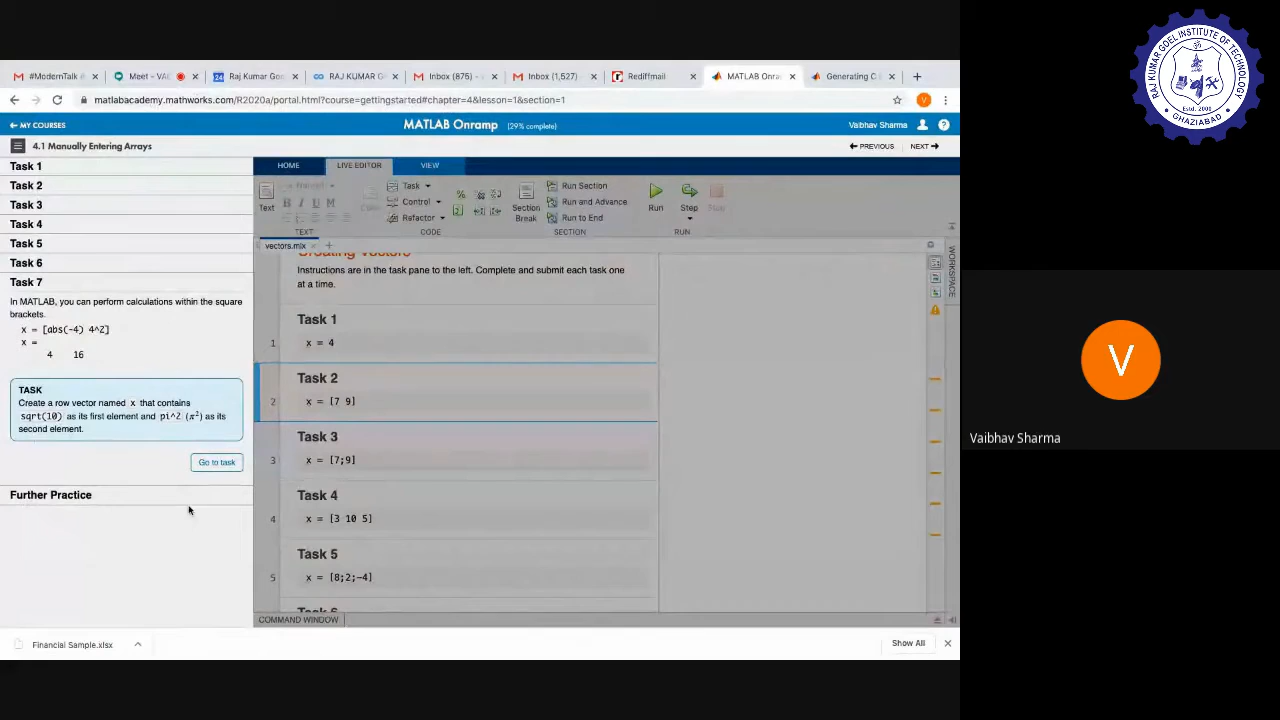 #ModernTalk
Meet - VA
Raj Kumar Go
RAJ KUMAR G
Inbox (875) -
Inbox (1,527)
Rediffmail
MATLAB Onra
Generating C
matlabacademy.mathworks.com/R2020a/portal.html?course=gettingstarted#chapter=4&lesson=1&section=1
V
MY COURSES
MATLAB Onramp
(29% complete)
Vaibhav Sharma
4.1 Manually Entering Arrays
PREVIOUS
NEXT
Task 1
Task 2
Task 3
Task 4
Task 5
Task 6
Task 7
In MATLAB, you can perform calculations within the square
brackets.
x = [abs(-4) 4^2]
x =
4 16
TASK
Create a row vector named x that contains
sqrt(10) as its first element and pi^2 (π²) as its
second element.
Go to task
Further Practice
HOME
LIVE EDITOR
VIEW
Text
Normal
B I U M
TEXT
Code
Task
Control
Refactor
CODE
Section
Break
Run Section
Run and Advance
Run to End
SECTION
Run
Step
Stop
RUN
vectors.mlx
WORKSPACE
Creating Vectors
Instructions are in the task pane to the left. Complete and submit each task one
at a time.
Task 1
1 x = 4
Task 2
2 x = [7 9]
Task 3
3 x = [7;9]
Task 4
4 x = [3 10 5]
Task 5
5 x = [8;2;-4]
Task 6
COMMAND WINDOW
Financial Sample.xlsx
Show All
RAJ KUMAR GOEL INSTITUTE OF TECHNOLOGY
Estd. 2000
GHAZIABAD
V
Vaibhav Sharma